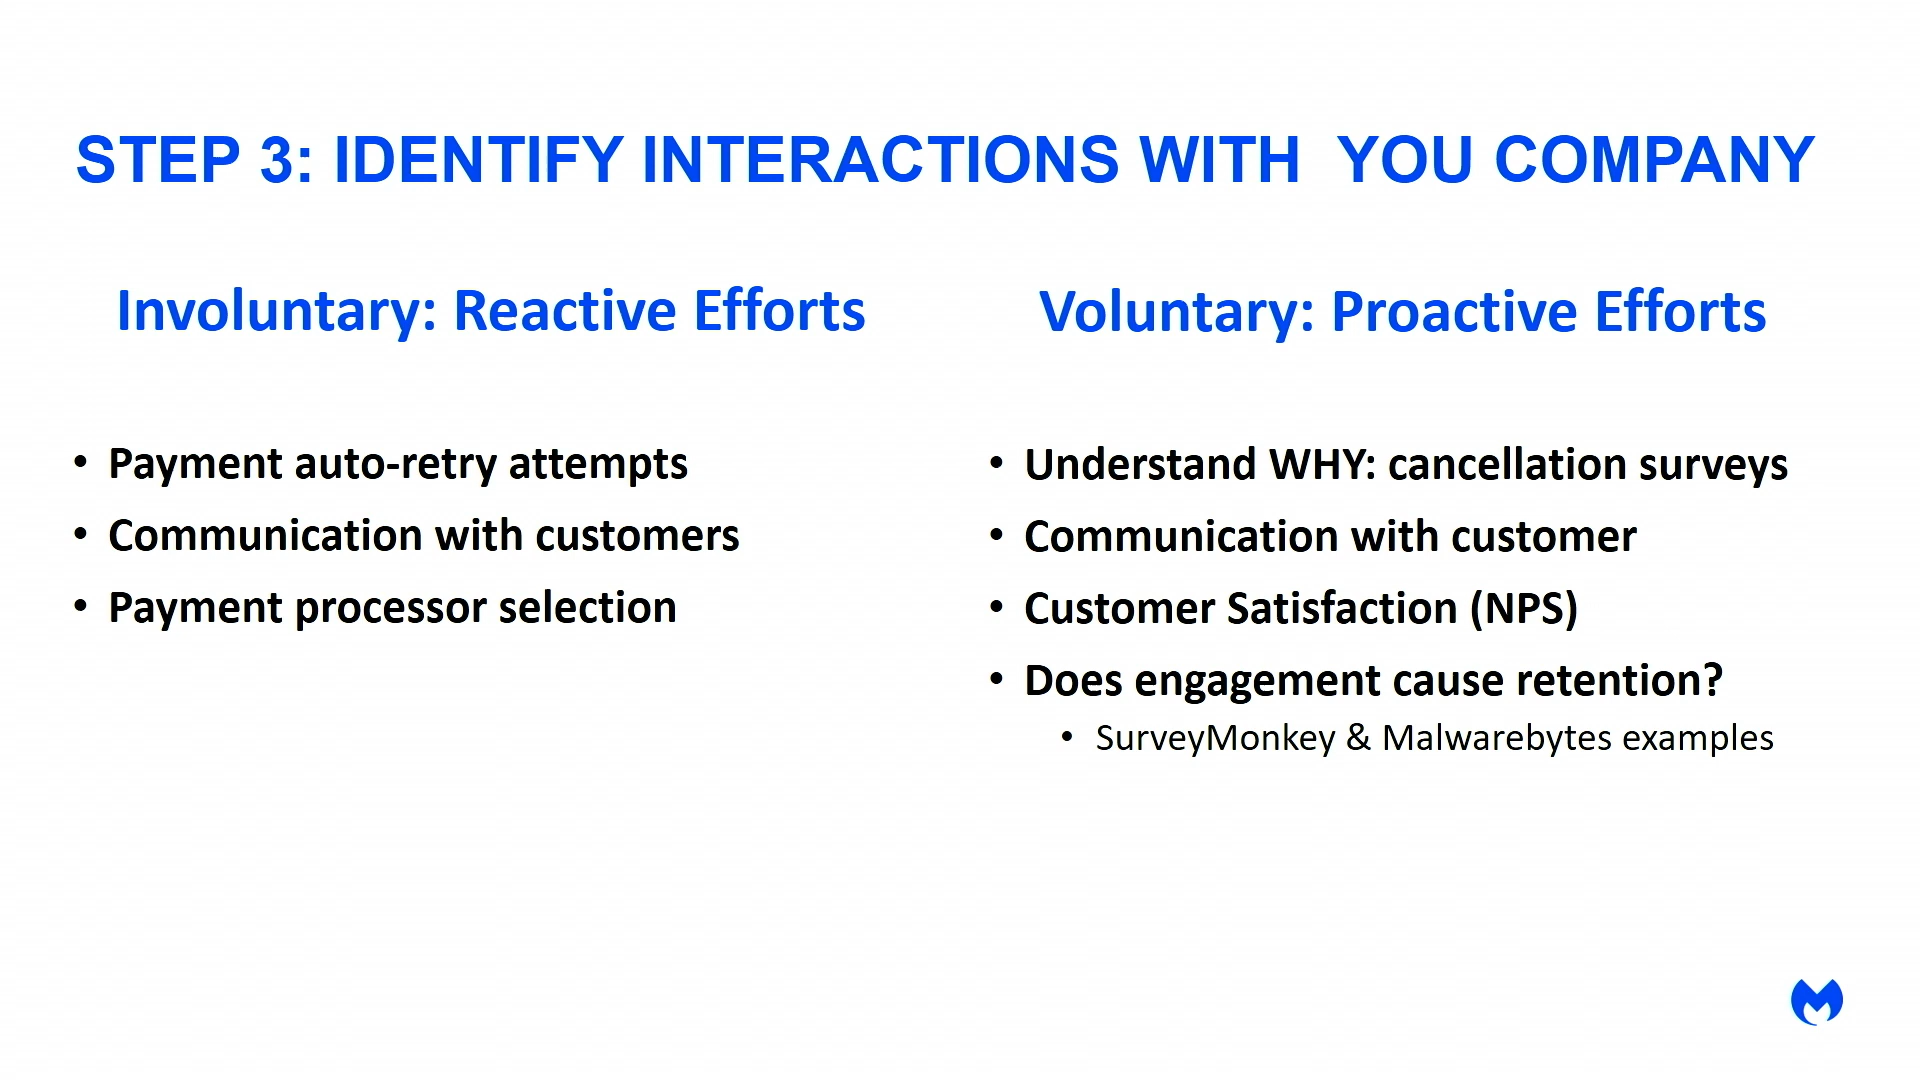 STEP 3: IDENTIFY INTERACTIONS WITH  YOU COMPANY
Involuntary: Reactive Efforts
• Payment auto-retry attempts
• Communication with customers
• Payment processor selection
Voluntary: Proactive Efforts
• Understand WHY: cancellation surveys
• Communication with customer
• Customer Satisfaction (NPS)
• Does engagement cause retention?
• SurveyMonkey & Malwarebytes examples